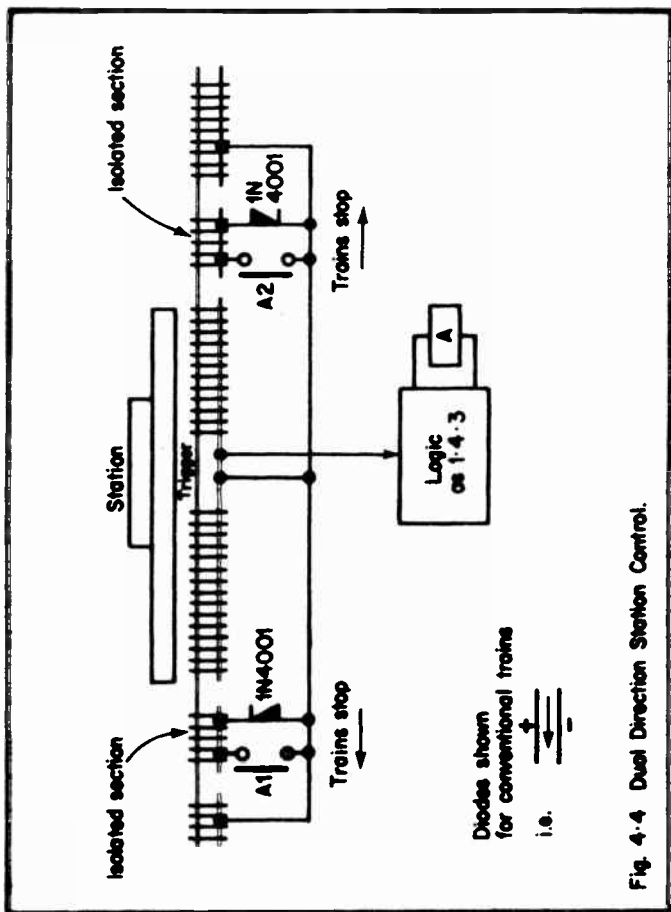 Station
Isolated section
Isolated section
Trigger
1N4001
A1
Trains stop
A2
1N
4001
Trains stop
Logic
as 1·4·3
A
Diodes shown
for conventional trains
i.e.
+
-
Fig. 4·4 Dual Direction Station Control.